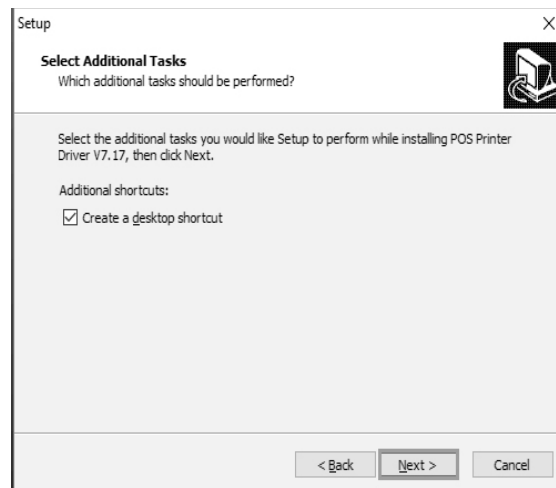 Setup
Select Additional Tasks
Which additional tasks should be performed?
Select the additional tasks you would like Setup to perform while installing POS Printer
Driver V7.17, then click Next.
Additional shortcuts:
Create a desktop shortcut
< Back Next > Cancel